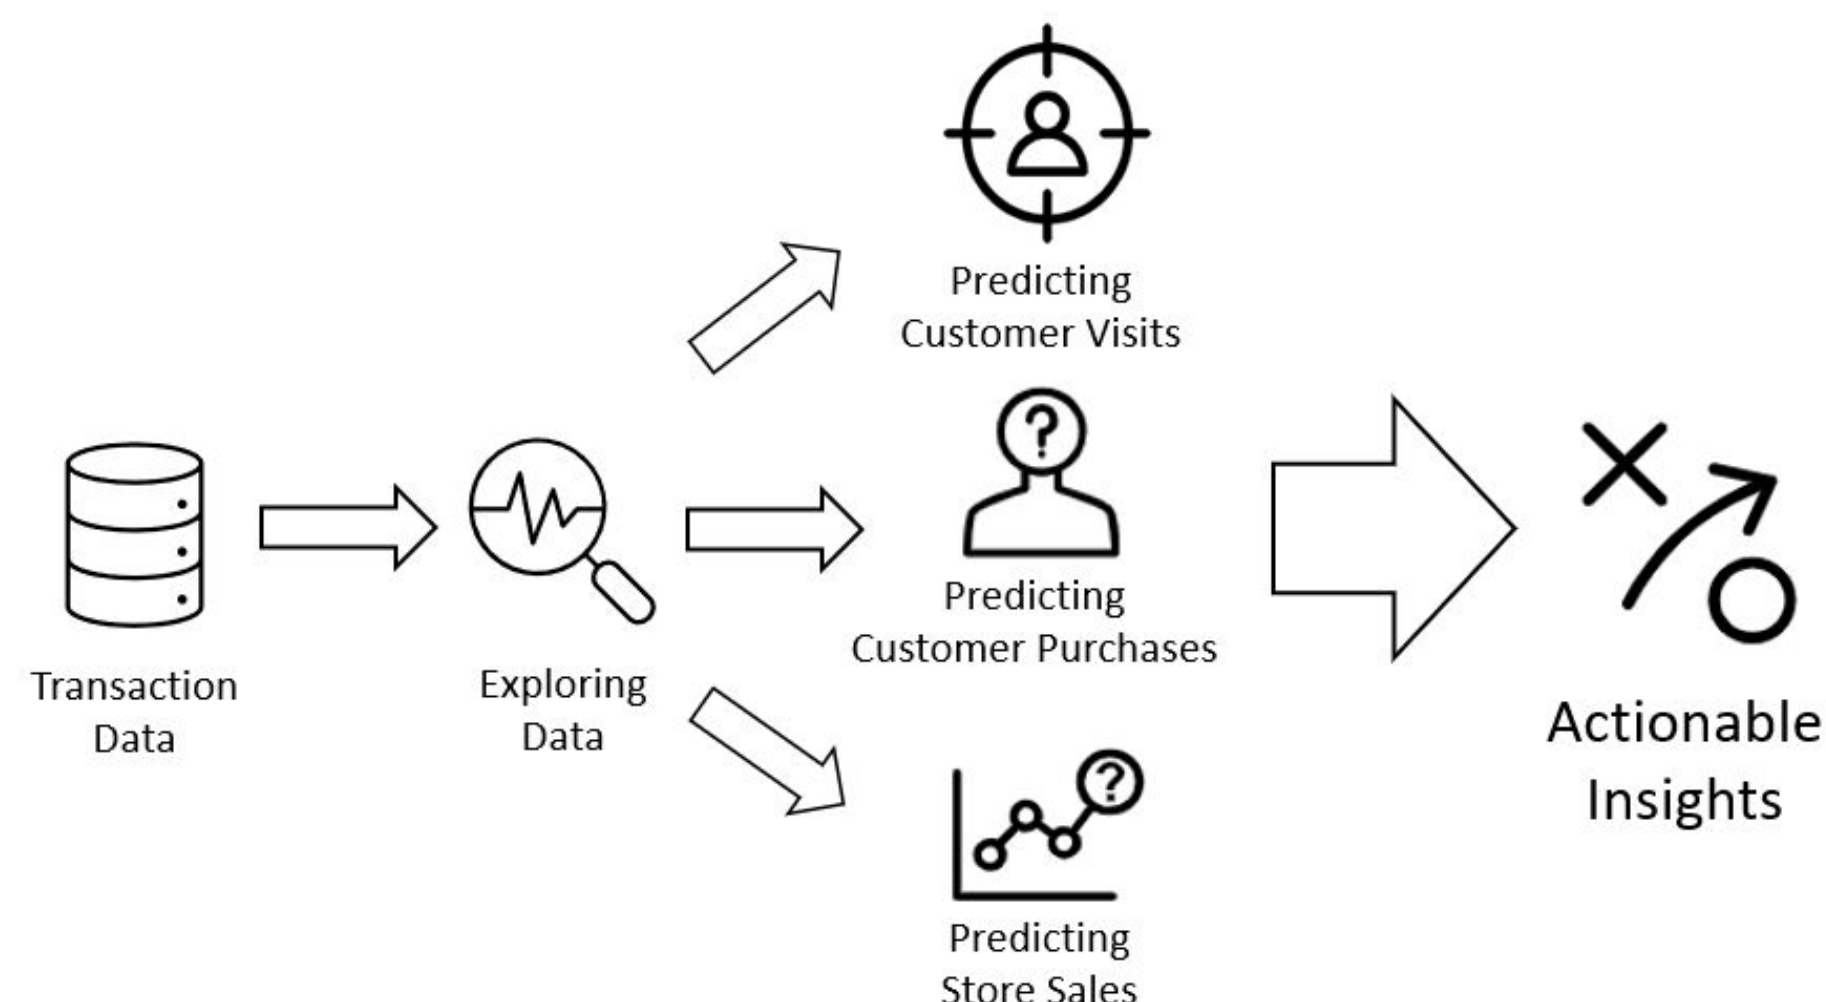 Predicting
Customer Visits
?
Predicting
Customer Purchases
Transaction
Data
Exploring
Data
?
Predicting
Store Sales
Actionable
Insights